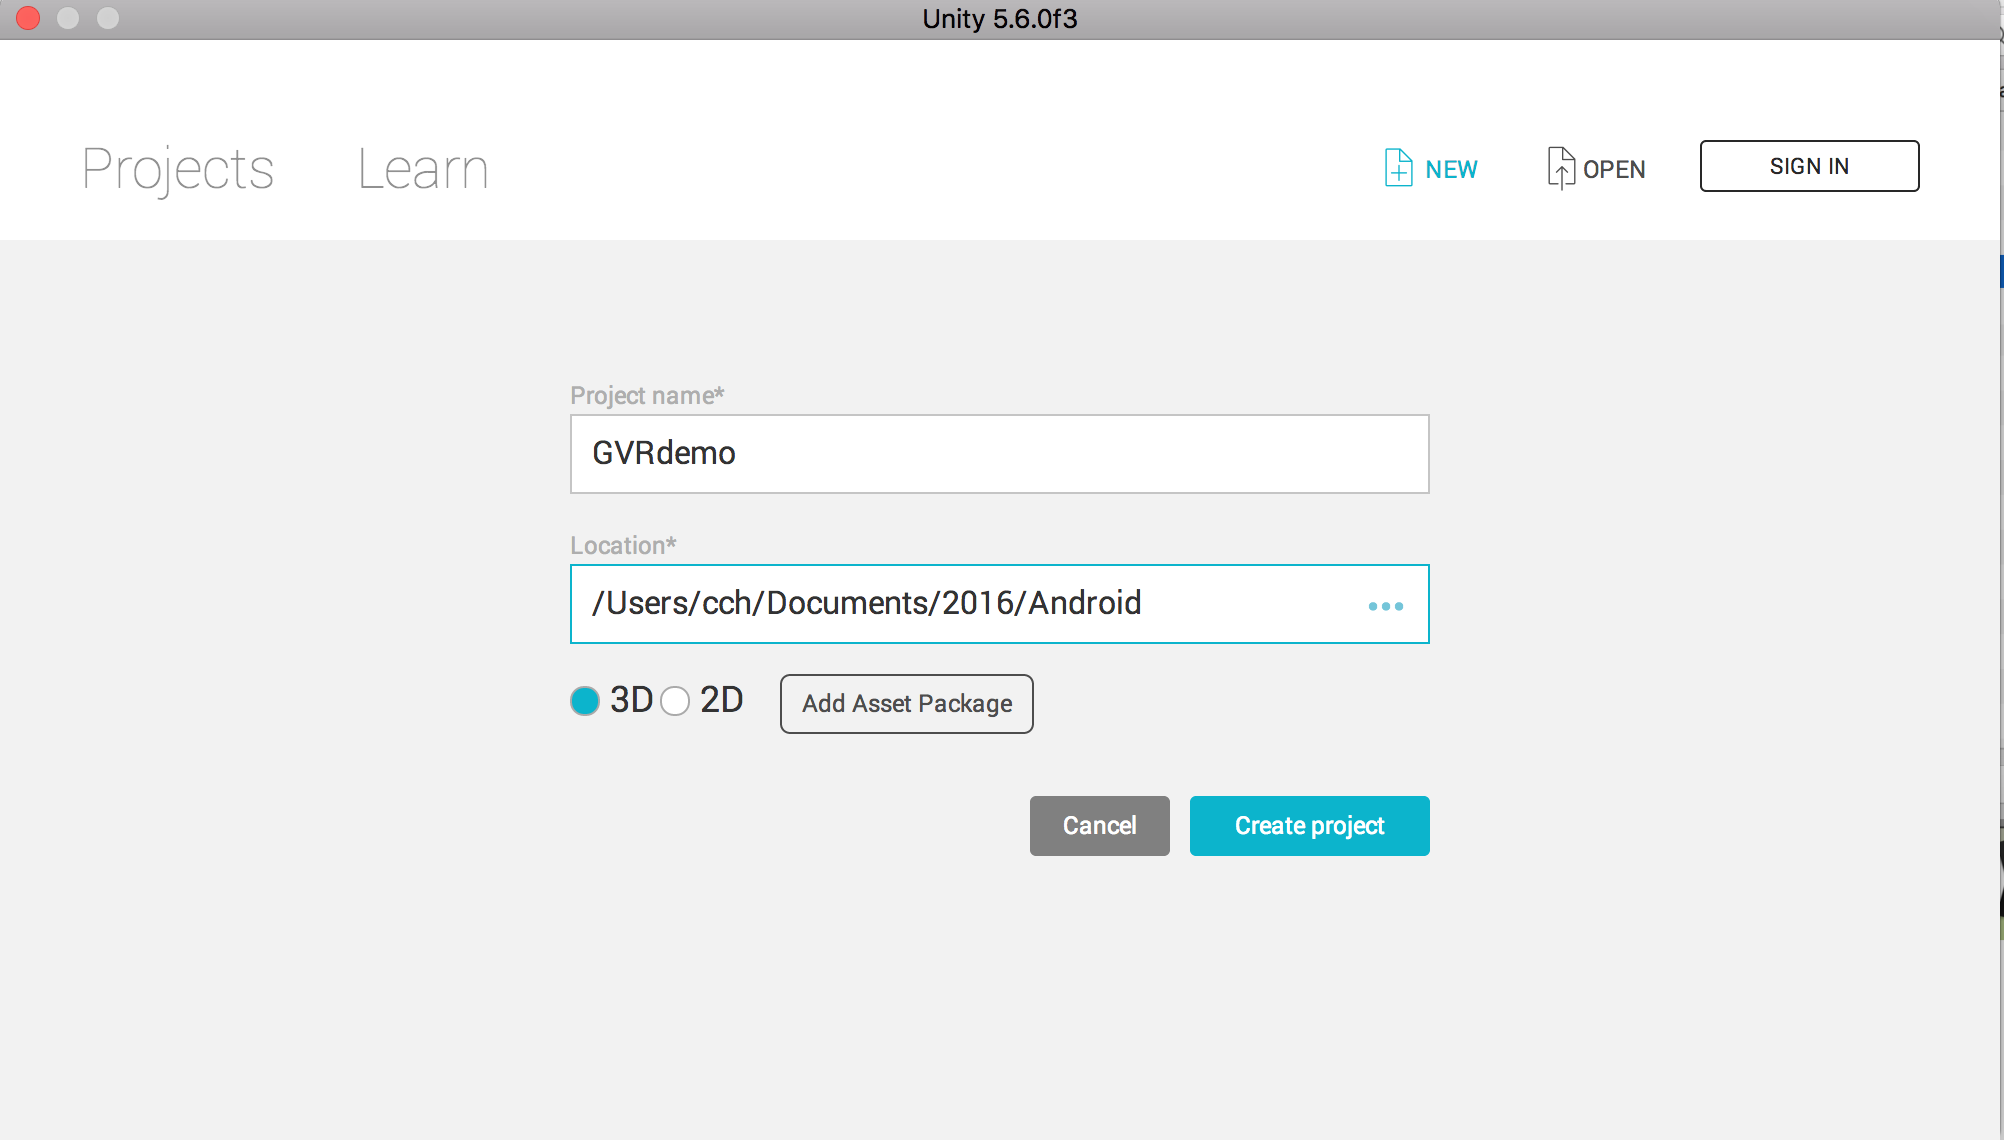 Unity 5.6.0f3
Projects Learn NEW OPEN SIGN IN
Project name*
GVRdemo
Location*
/Users/cch/Documents/2016/Android
3D 2D Add Asset Package
Cancel Create project